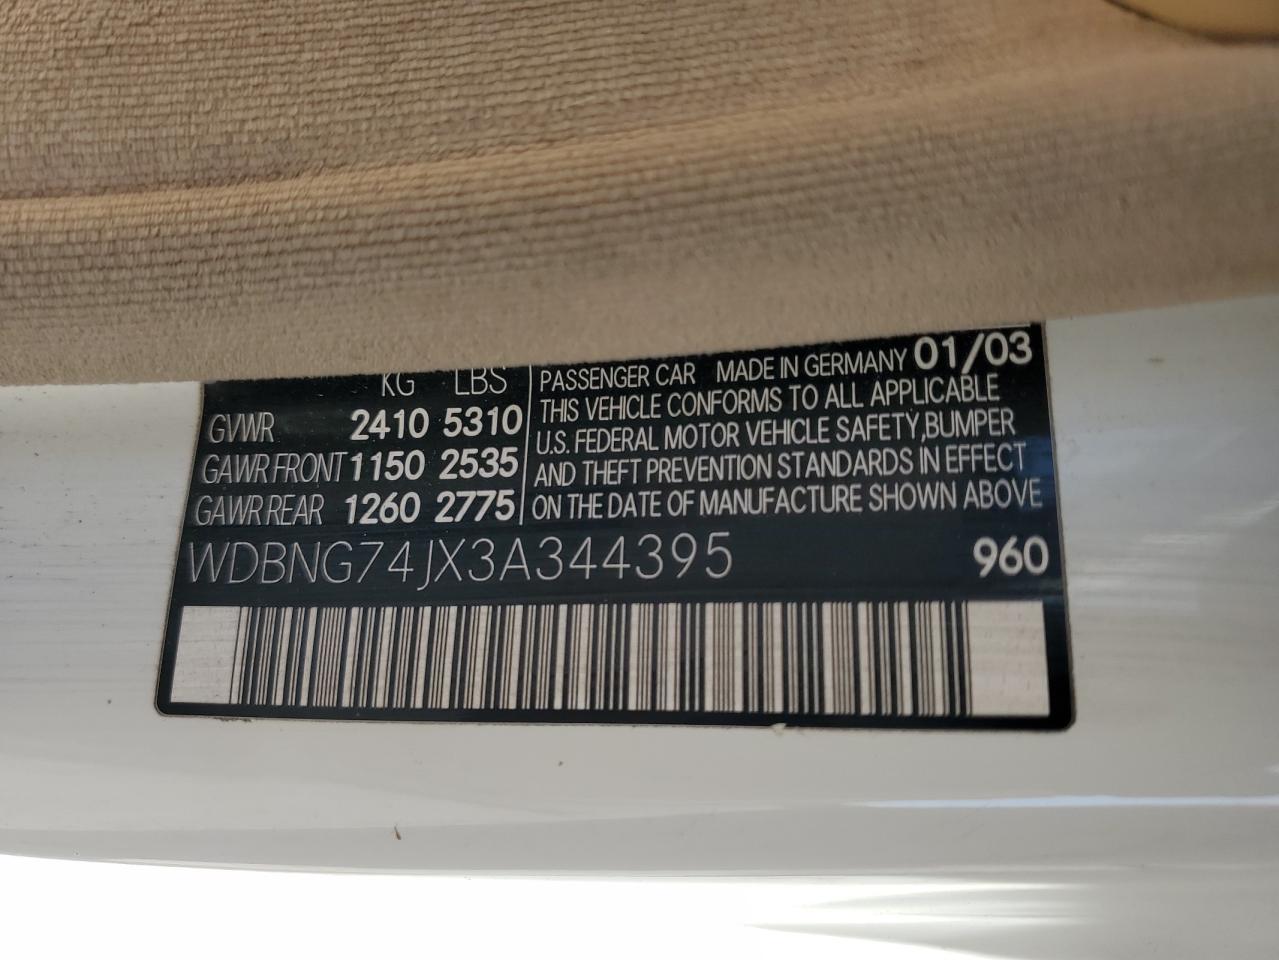 KG LBS
GVWR 2410 5310
GAWR FRONT 1150 2535
GAWR REAR 1260 2775
PASSENGER CAR MADE IN GERMANY 01/03
THIS VEHICLE CONFORMS TO ALL APPLICABLE
U.S. FEDERAL MOTOR VEHICLE SAFETY, BUMPER
AND THEFT PREVENTION STANDARDS IN EFFECT
ON THE DATE OF MANUFACTURE SHOWN ABOVE
WDBNG74JX3A344395 960